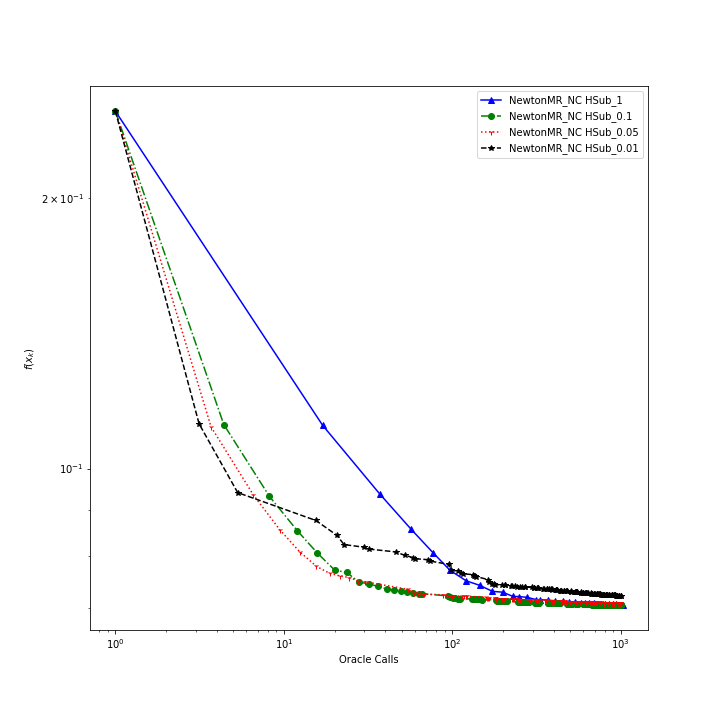 NewtonMR_NC HSub_1
NewtonMR_NC HSub_0.1
NewtonMR_NC HSub_0.05
NewtonMR_NC HSub_0.01
2 × 10⁻¹
10⁻¹
f(xₖ)
10⁰ 10¹ 10² 10³
Oracle Calls